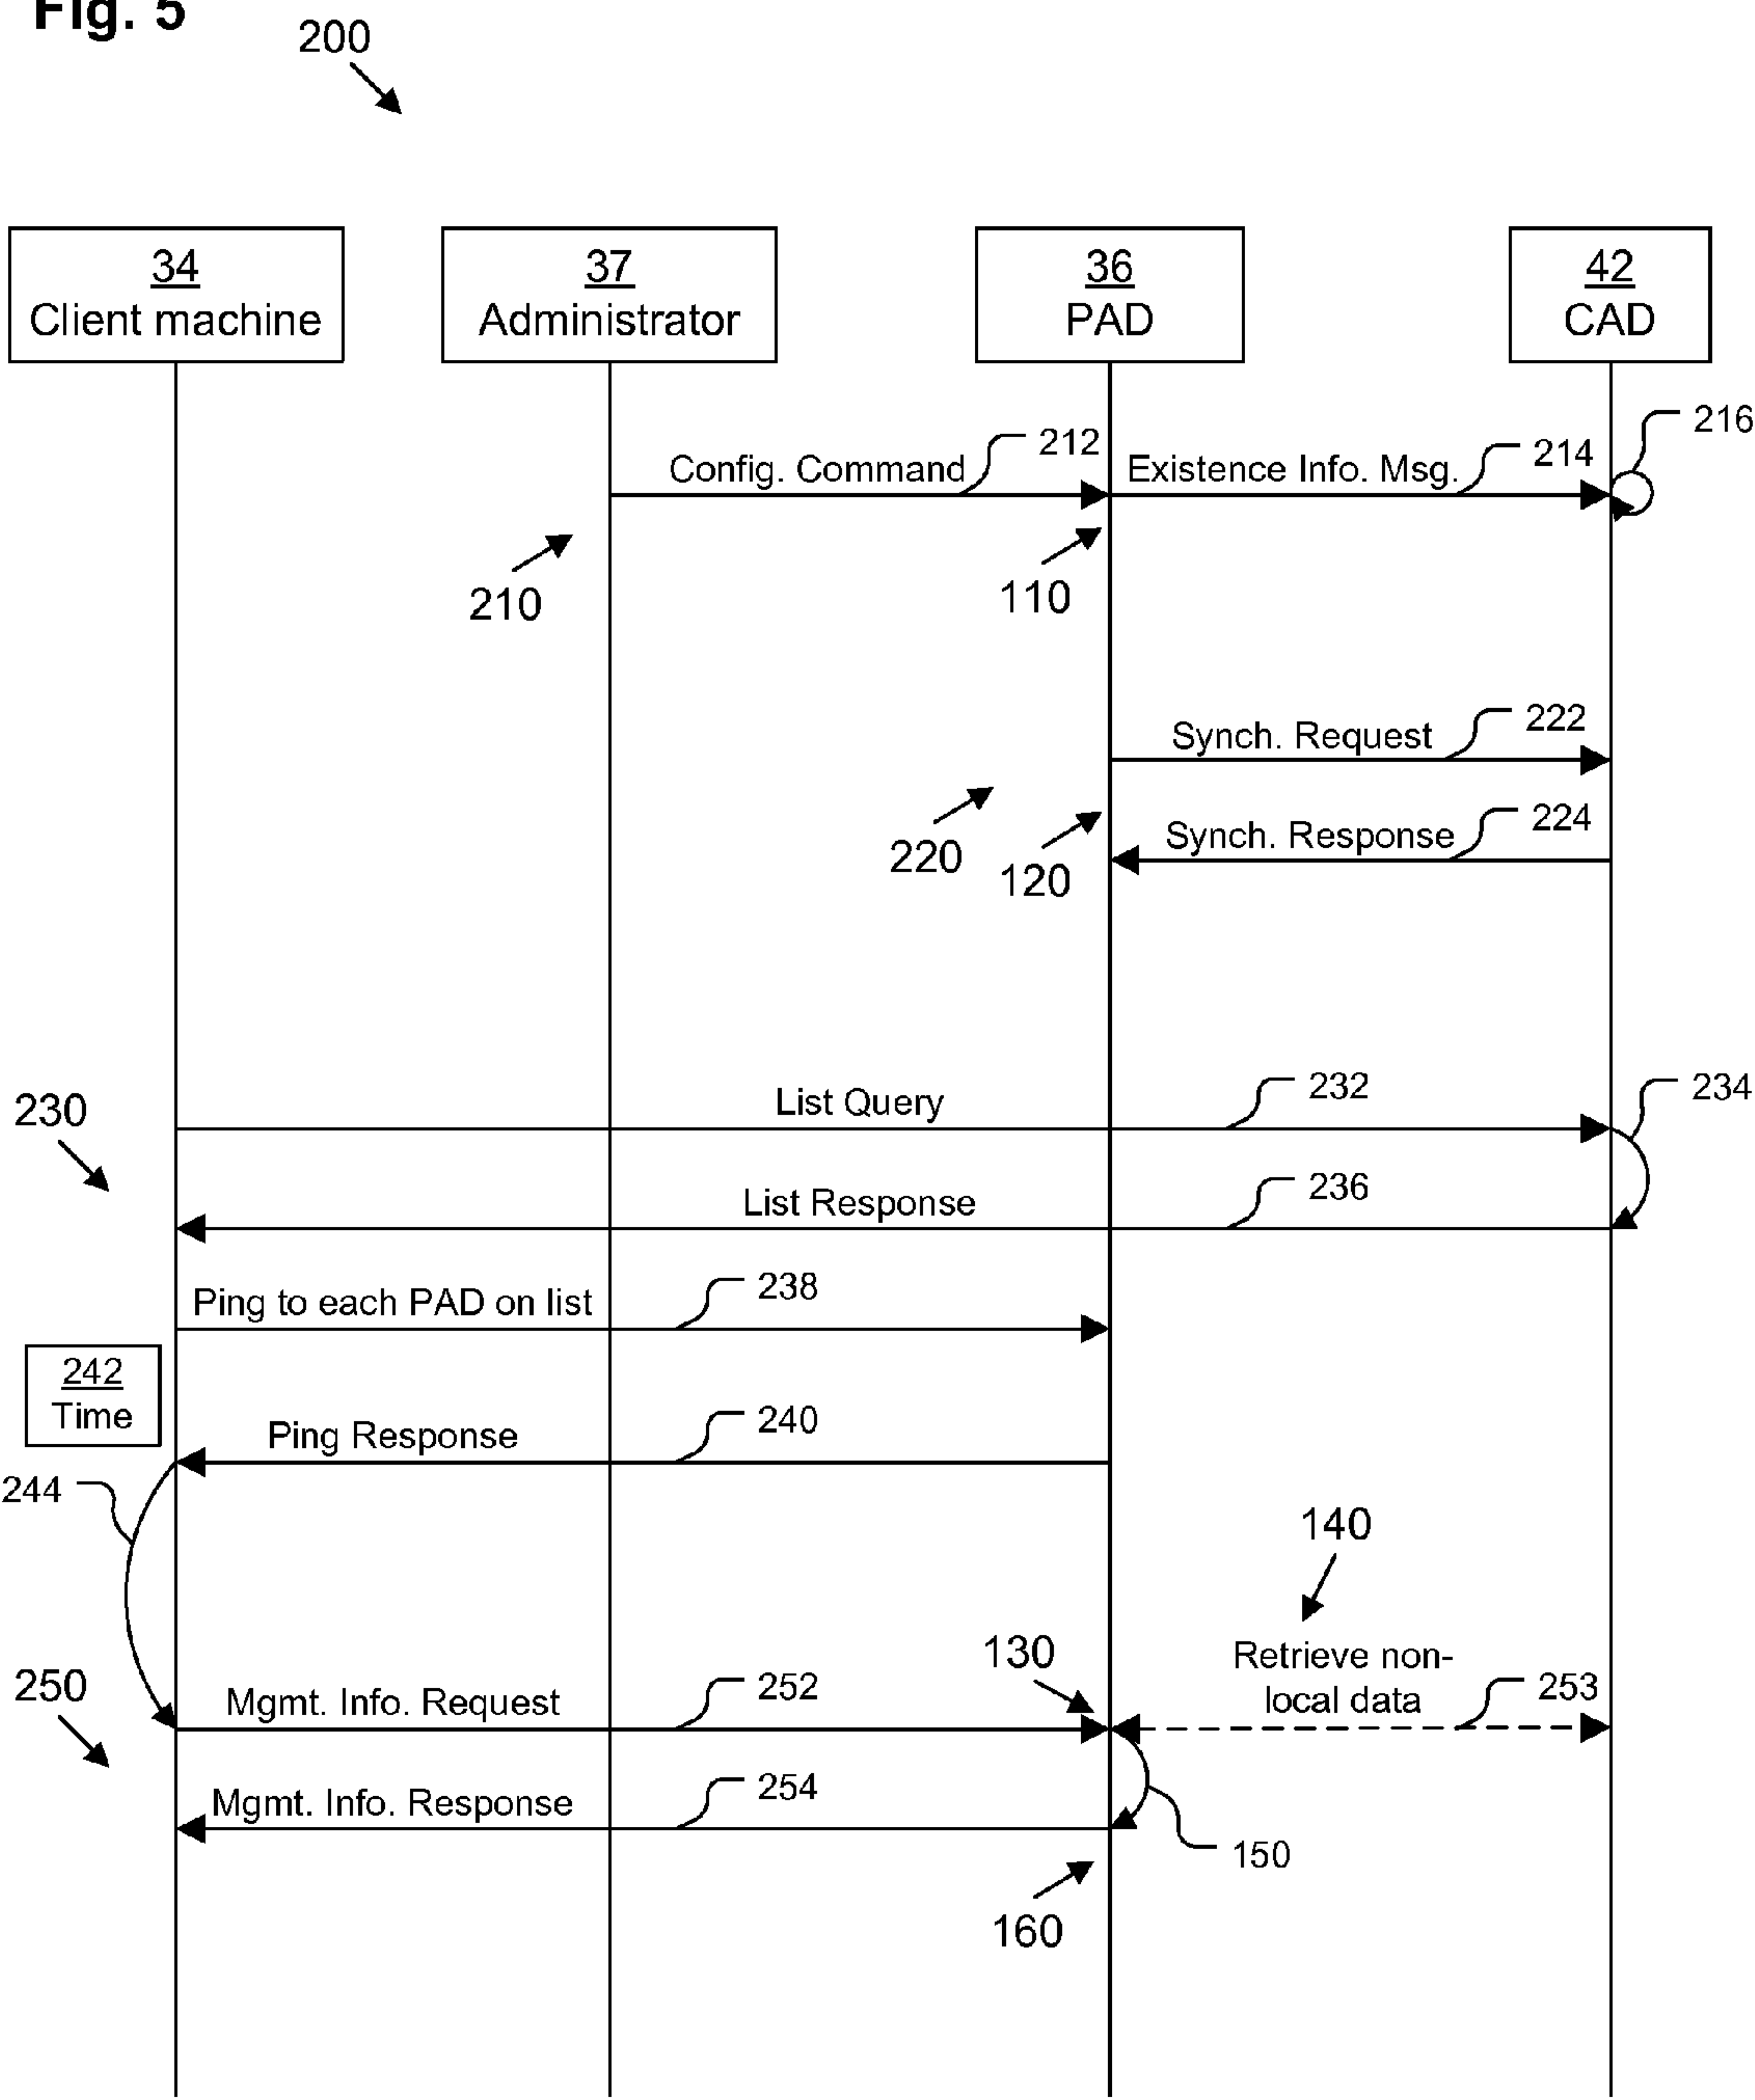 Fig. 5
200
34
Client machine
37
Administrator
36
PAD
42
CAD
216
Config. Command
212
Existence Info. Msg.
214
210
110
Synch. Request
222
220
120
Synch. Response
224
230
List Query
232
234
List Response
236
Ping to each PAD on list
238
242
Time
Ping Response
240
244
140
250
130
Retrieve non-
local data
253
Mgmt. Info. Request
252
Mgmt. Info. Response
254
150
160